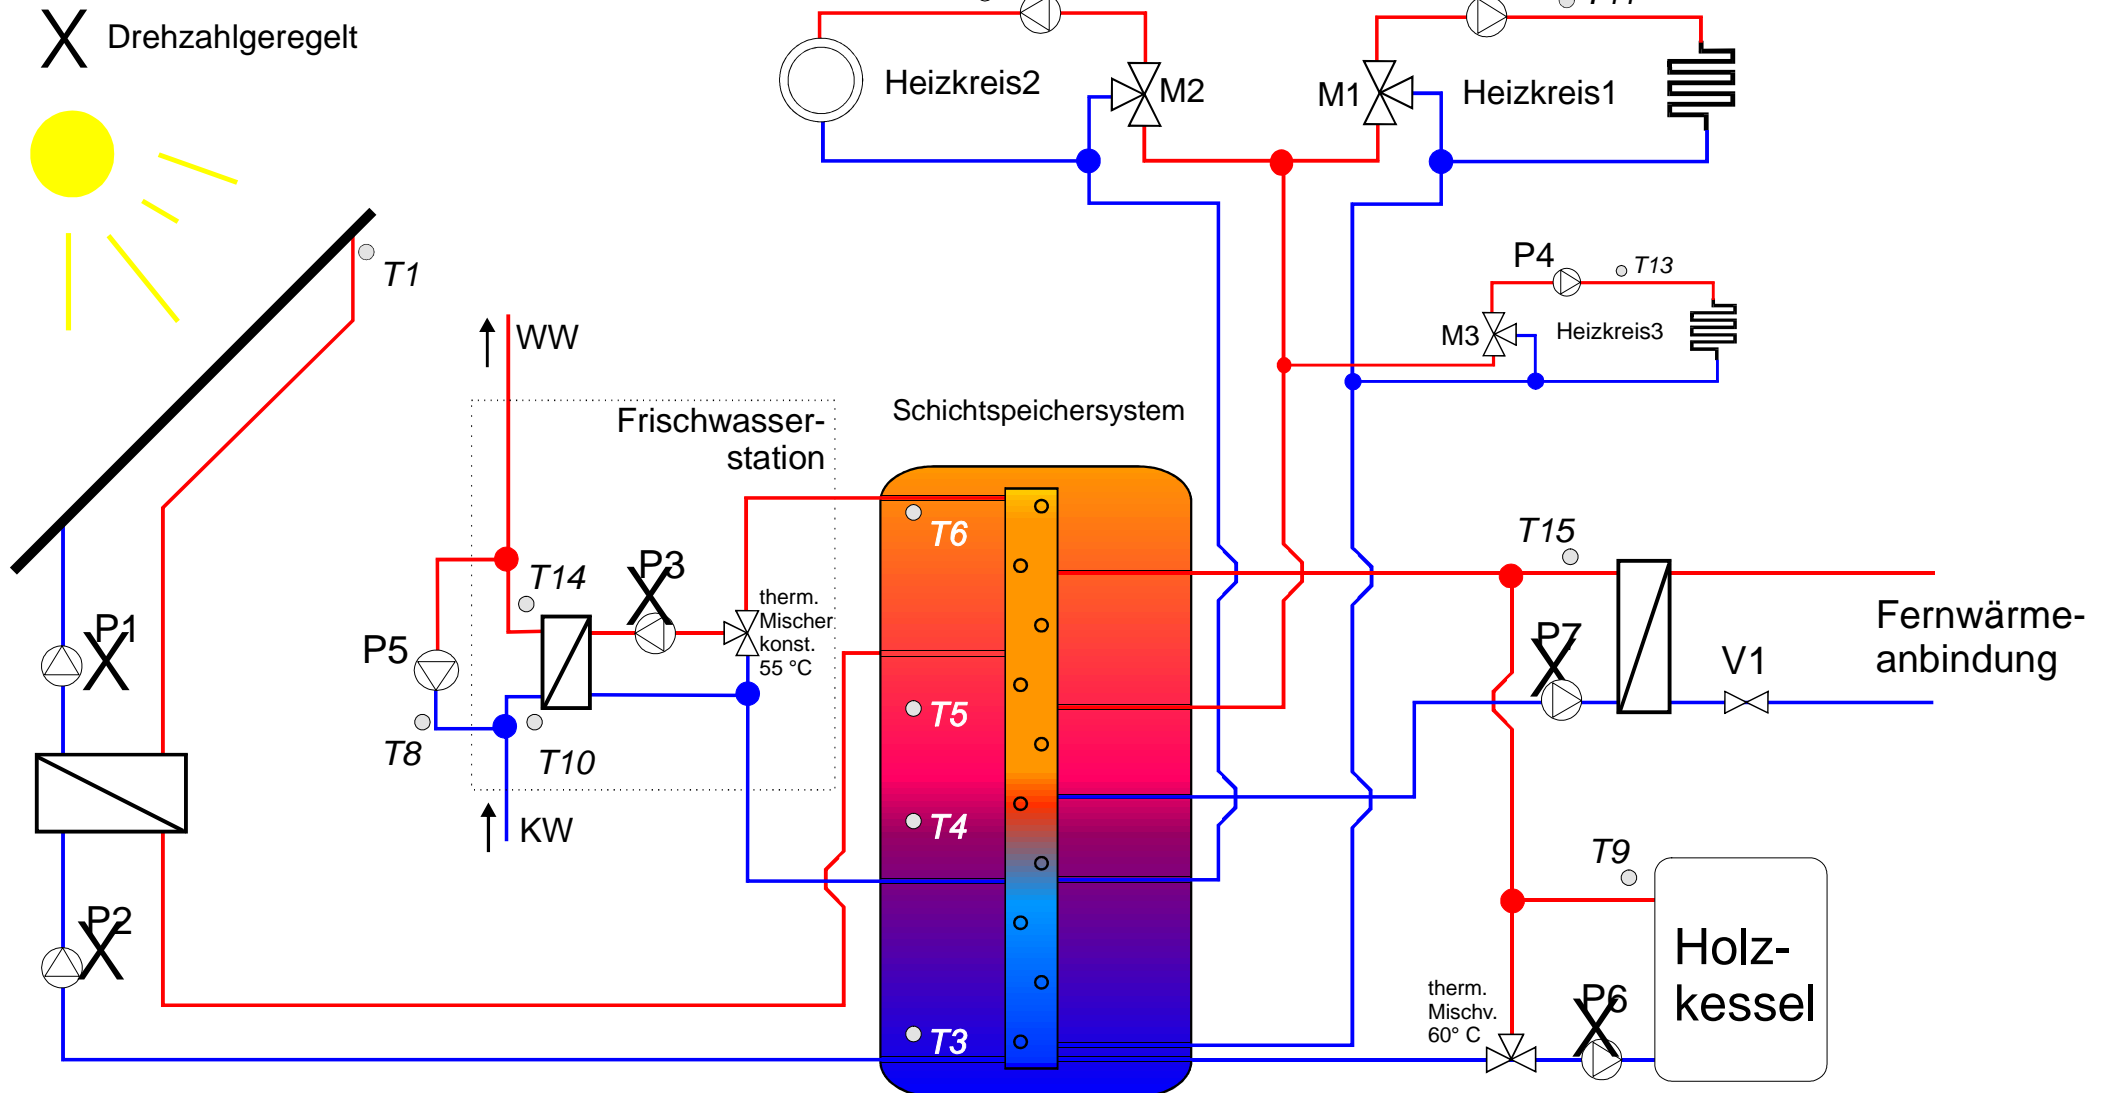 Drehzahlgeregelt
Heizkreis2
M2
M1
Heizkreis1
T1
P4
T13
M3
Heizkreis3
WW
Frischwasser-
station
Schichtspeichersystem
T6
T15
T14
P3
therm.
Mischer
konst.
55 °C
P1
P5
P7
V1
Fernwärme-
anbindung
T5
T8
T10
T4
KW
T9
P2
Holz-
kessel
therm.
Mischv.
60° C
P6
T3